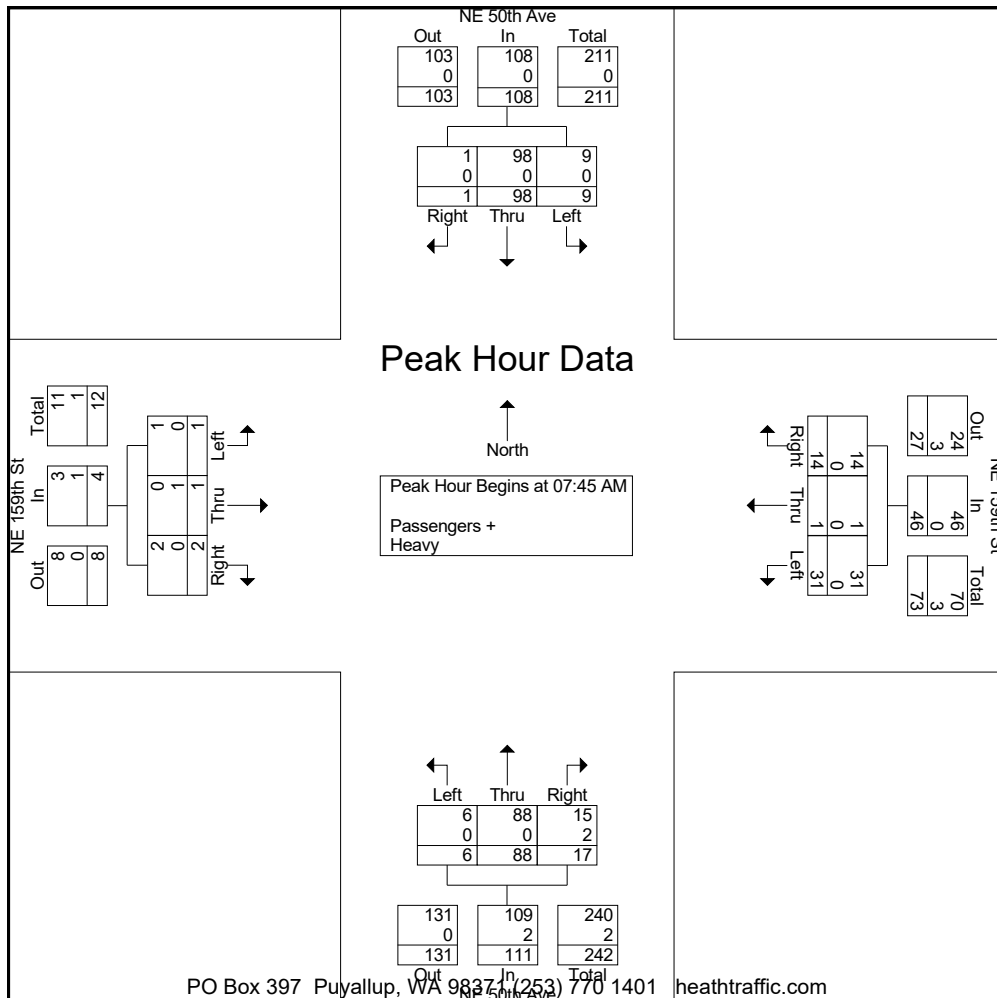 NE 50th Ave
Out In Total
103 108 211
0 0 0
103 108 211
1 98 9
0 0 0
1 98 9
Right Thru Left
Peak Hour Data
North
Peak Hour Begins at 07:45 AM
Passengers +
Heavy
NE 159th St
Total
11
1
12
In
3
1
4
Out
8
0
8
1
0
1
Left
0
1
1
Thru
2
0
2
Right
Right
14
0
14
Thru
1
0
1
Left
31
0
31
Out
24
3
27
In
46
0
46
Total
70
3
73
NE 159th St
Left Thru Right
6 88 15
0 0 2
6 88 17
131 109 240
0 2 2
131 111 242
Out In Total
NE 50th Ave
PO Box 397 Puyallup, WA 98371 (253) 770 1401 heathtraffic.com